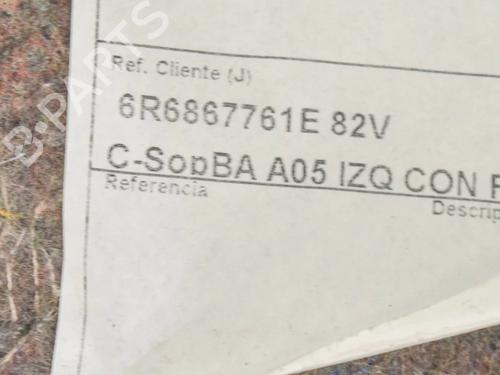 Ref. Cliente (J)
6R6867761E 82V
C-SopBA A05 IZQ CON
Referencia
Descrip
B-PARTS